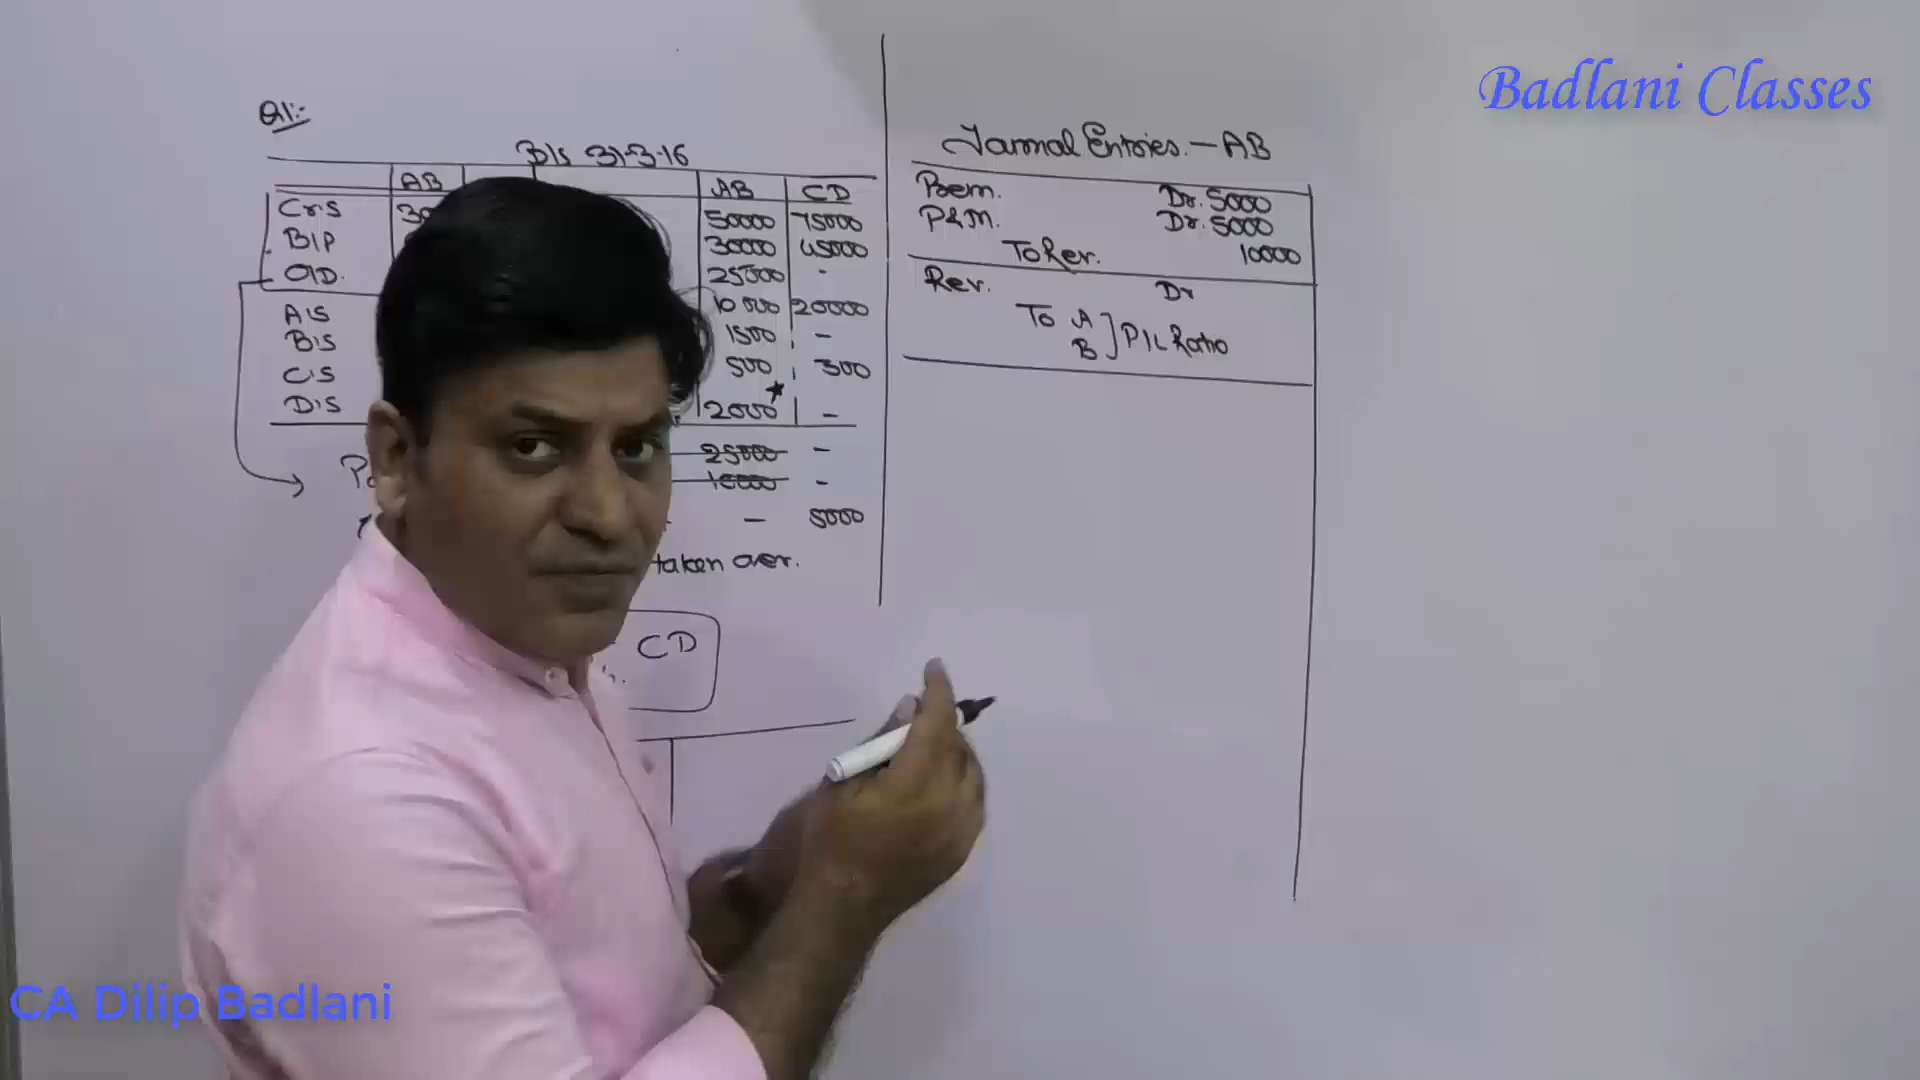 Badlani Classes
Q1:-
B/s 31-3-16
AB AB CD
Cr.S 50000 75000
B/P 30000 45000
O/D. 25000 -
A's 10000 20000
B's 1500 -
C's 500 300
D's 2000* -
25000 -
10000 -
- 5000
taken over.
CD
Journal Entries. - AB
Prem. Dr. 5000
P&M. Dr. 5000
To Rev. 10000
Rev. Dr
To A
B ] P/L Ratio
CA Dilip Badlani